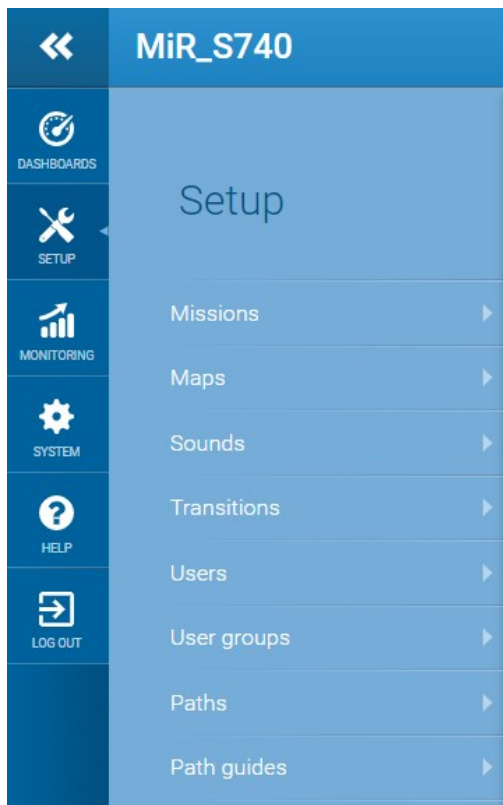 MiR_S740
DASHBOARDS
SETUP
MONITORING
SYSTEM
HELP
LOG OUT
Setup
Missions
Maps
Sounds
Transitions
Users
User groups
Paths
Path guides